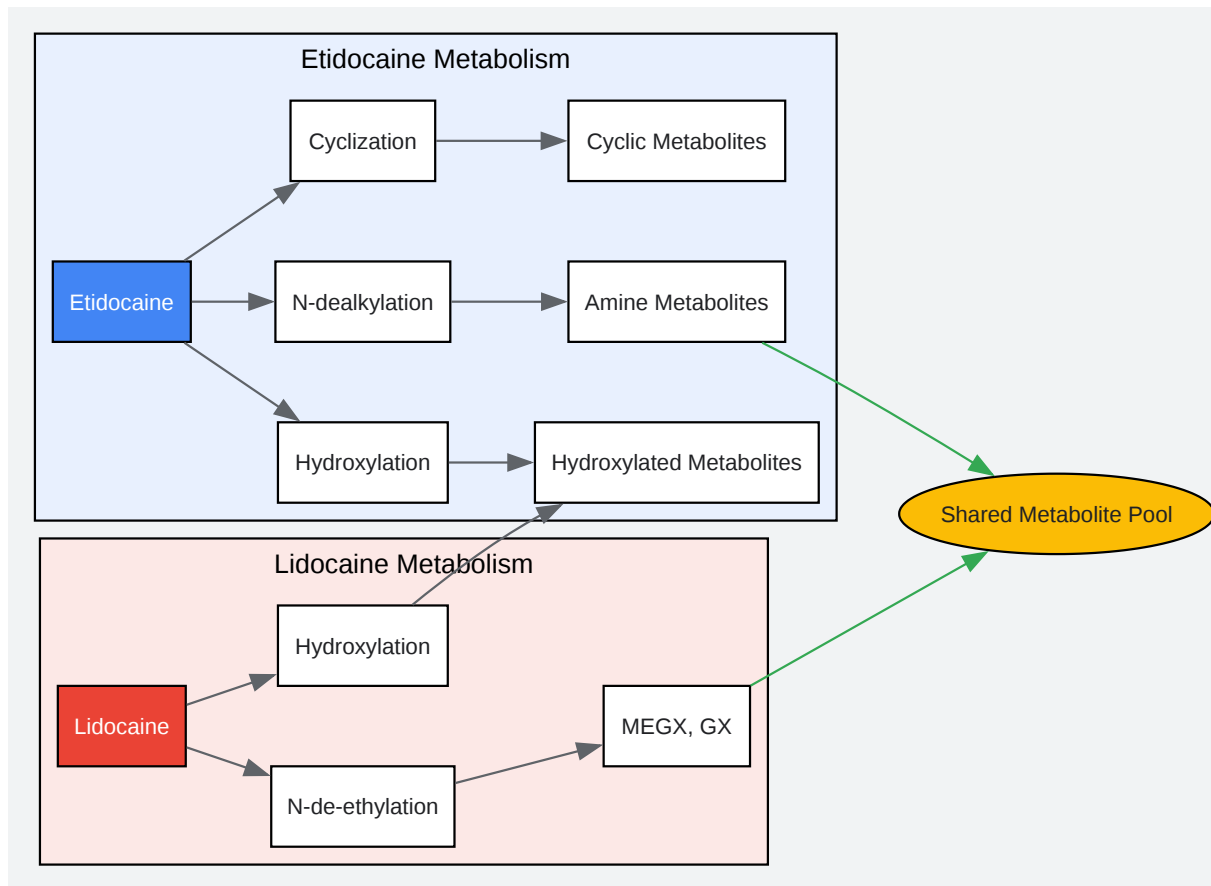 Etidocaine Metabolism
Cyclization
Cyclic Metabolites
Etidocaine
N-dealkylation
Amine Metabolites
Hydroxylation
Hydroxylated Metabolites
Shared Metabolite Pool
Lidocaine Metabolism
Hydroxylation
Lidocaine
MEGX, GX
N-de-ethylation